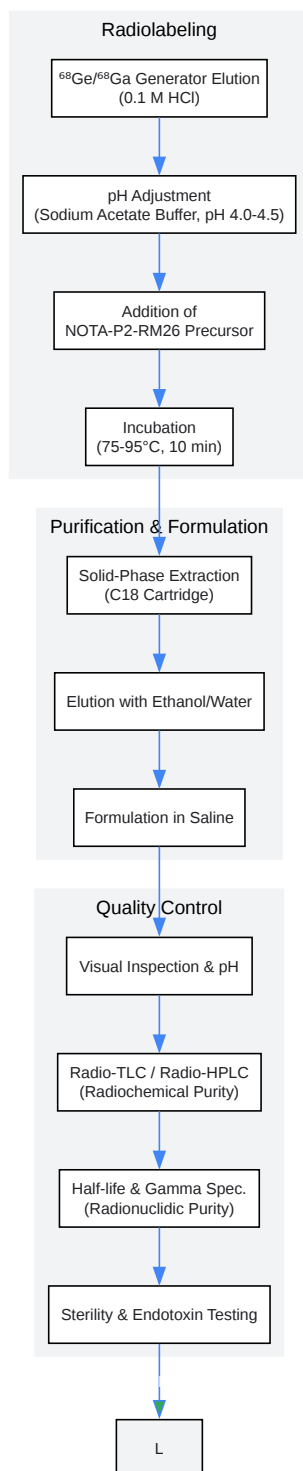 Radiolabeling
⁶⁸Ge/⁶⁸Ga Generator Elution
(0.1 M HCl)
pH Adjustment
(Sodium Acetate Buffer, pH 4.0-4.5)
Addition of
NOTA-P2-RM26 Precursor
Incubation
(75-95°C, 10 min)
Purification & Formulation
Solid-Phase Extraction
(C18 Cartridge)
Elution with Ethanol/Water
Formulation in Saline
Quality Control
Visual Inspection & pH
Radio-TLC / Radio-HPLC
(Radiochemical Purity)
Half-life & Gamma Spec.
(Radionuclidic Purity)
Sterility & Endotoxin Testing
L